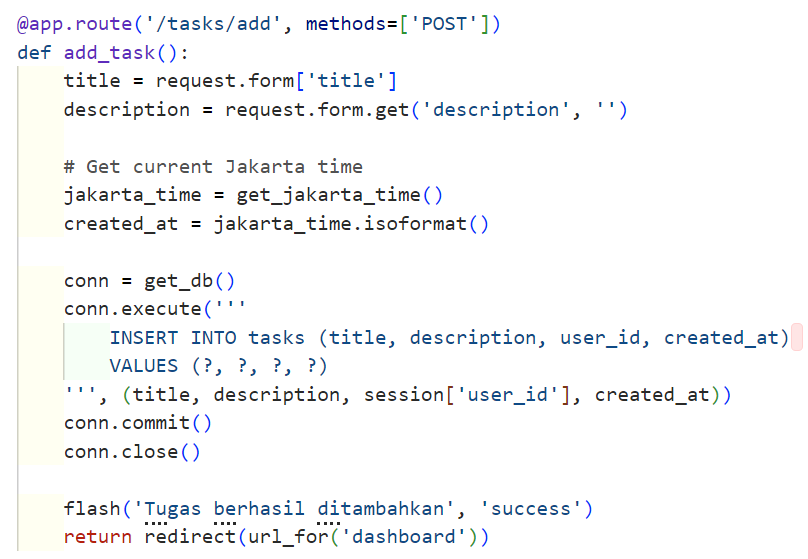 @app.route('/tasks/add', methods=['POST'])
def add_task():
    title = request.form['title']
    description = request.form.get('description', '')

    # Get current Jakarta time
    jakarta_time = get_jakarta_time()
    created_at = jakarta_time.isoformat()

    conn = get_db()
    conn.execute('''
        INSERT INTO tasks (title, description, user_id, created_at)
        VALUES (?, ?, ?, ?)
    ''', (title, description, session['user_id'], created_at))
    conn.commit()
    conn.close()

    flash('Tugas berhasil ditambahkan', 'success')
    return redirect(url_for('dashboard'))